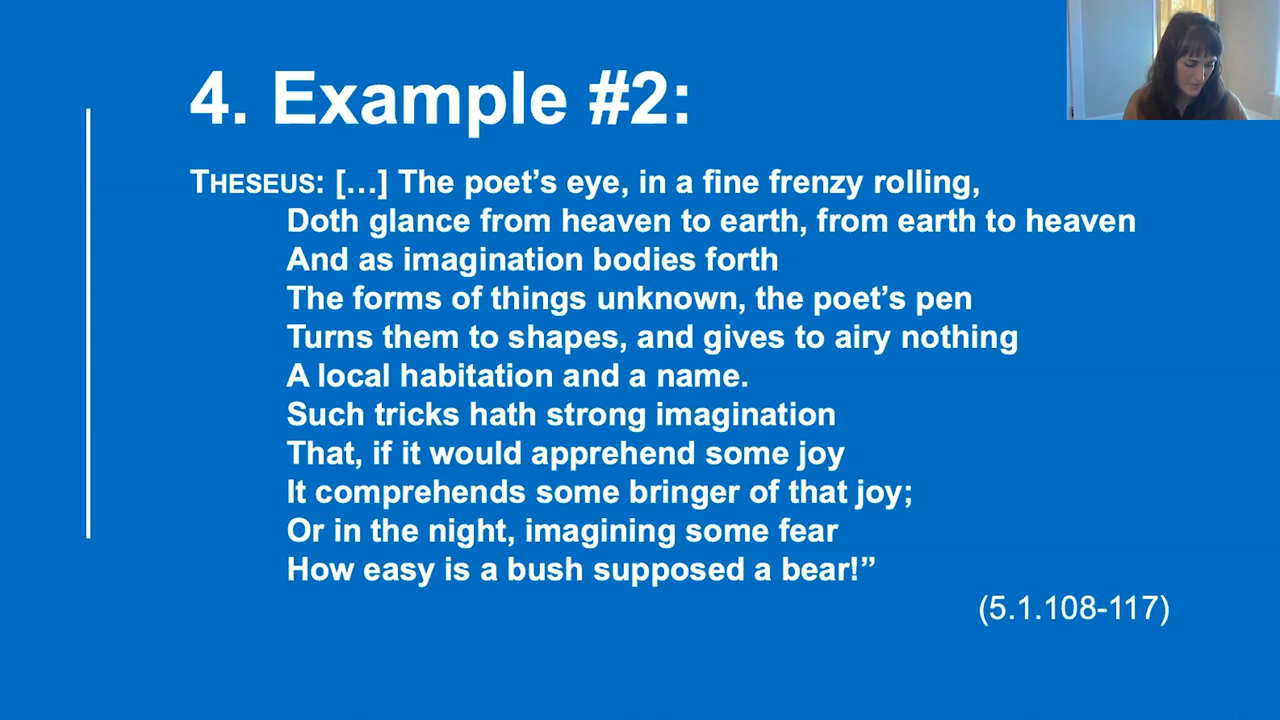 4. Example #2:
THESEUS: […] The poet’s eye, in a fine frenzy rolling,
Doth glance from heaven to earth, from earth to heaven
And as imagination bodies forth
The forms of things unknown, the poet’s pen
Turns them to shapes, and gives to airy nothing
A local habitation and a name.
Such tricks hath strong imagination
That, if it would apprehend some joy
It comprehends some bringer of that joy;
Or in the night, imagining some fear
How easy is a bush supposed a bear!”
(5.1.108-117)